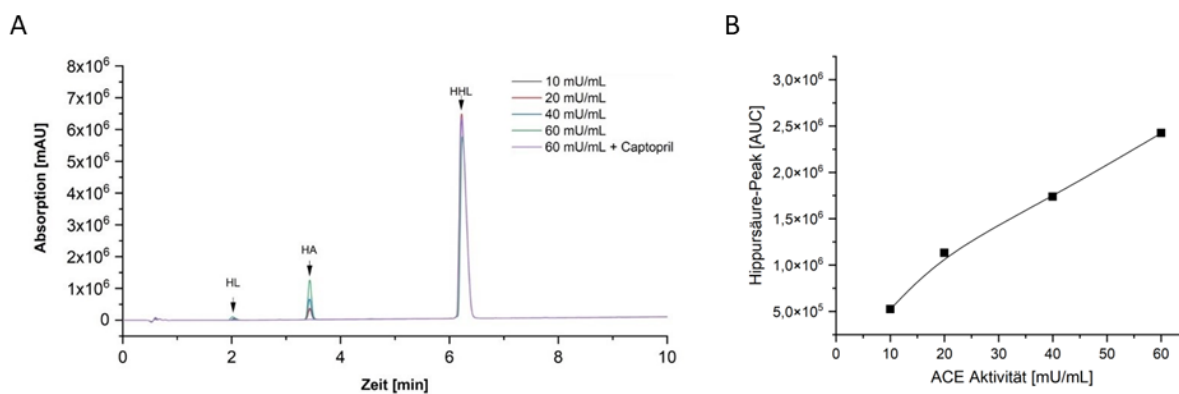 A
B
Absorption [mAU]
8x10⁶
7x10⁶
6x10⁶
5x10⁶
4x10⁶
3x10⁶
2x10⁶
1x10⁶
0
HL
HA
HHL
10 mU/mL
20 mU/mL
40 mU/mL
60 mU/mL
60 mU/mL + Captopril
0 2 4 6 8 10
Zeit [min]
Hippursäure-Peak [AUC]
3,0×10⁶
2,5×10⁶
2,0×10⁶
1,5×10⁶
1,0×10⁶
5,0×10⁵
0 10 20 30 40 50 60
ACE Aktivität [mU/mL]